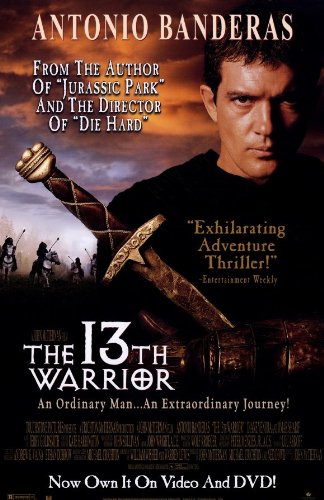 ANTONIO BANDERAS
FROM THE AUTHOR
OF "JURASSIC PARK"
AND THE DIRECTOR
OF "DIE HARD"
"Exhilarating
Adventure
Thriller!"
–Entertainment Weekly
THE 13TH
WARRIOR
An Ordinary Man...An Extraordinary Journey!
Now Own It On Video And DVD!